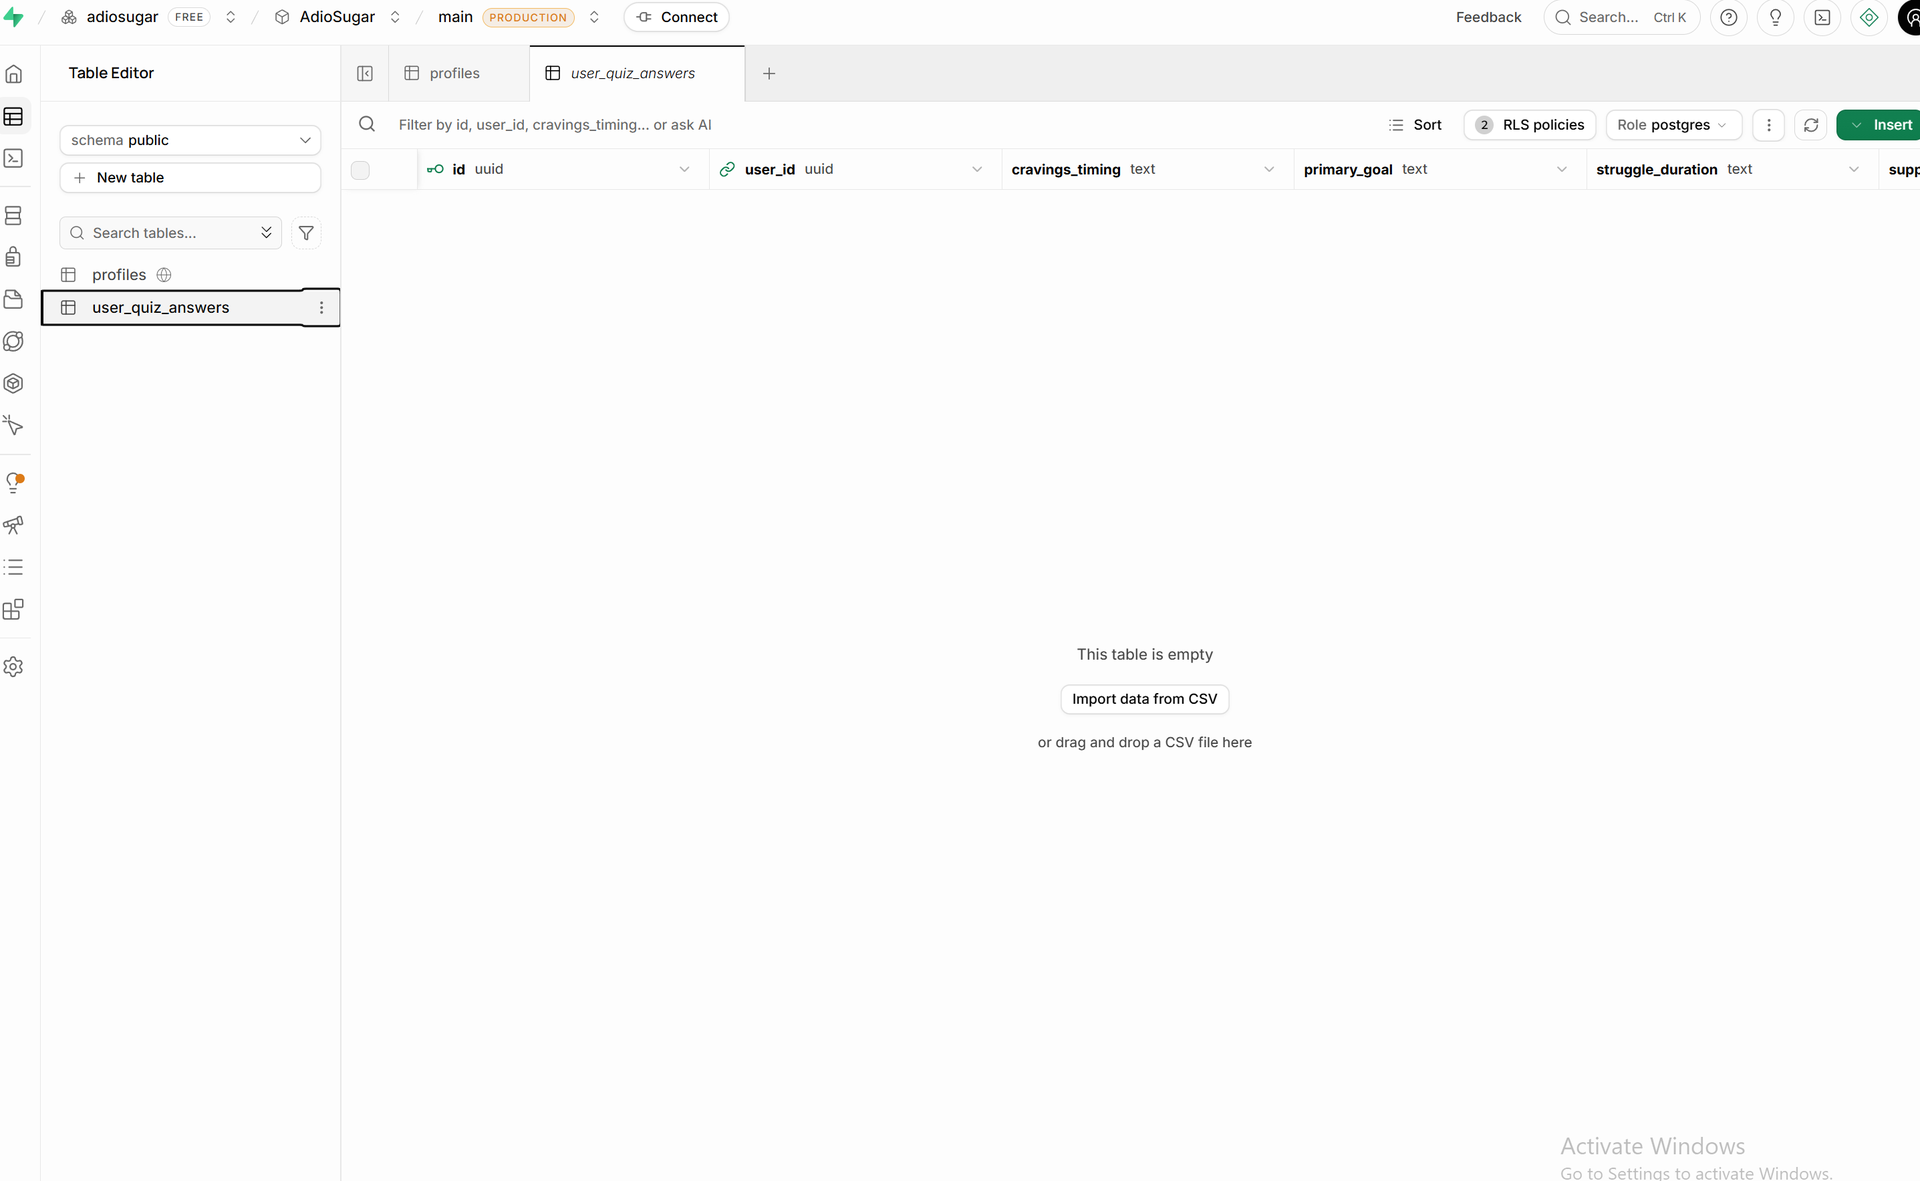 adiosugar FREE AdioSugar main PRODUCTION Connect Feedback Search... Ctrl K
Table Editor
schema public
New table
Search tables...
profiles
user_quiz_answers
profiles user_quiz_answers
Filter by id, user_id, cravings_timing... or ask AI Sort 2 RLS policies Role postgres Insert
id uuid user_id uuid cravings_timing text primary_goal text struggle_duration text supp
This table is empty
Import data from CSV
or drag and drop a CSV file here
Activate Windows
Go to Settings to activate Windows.